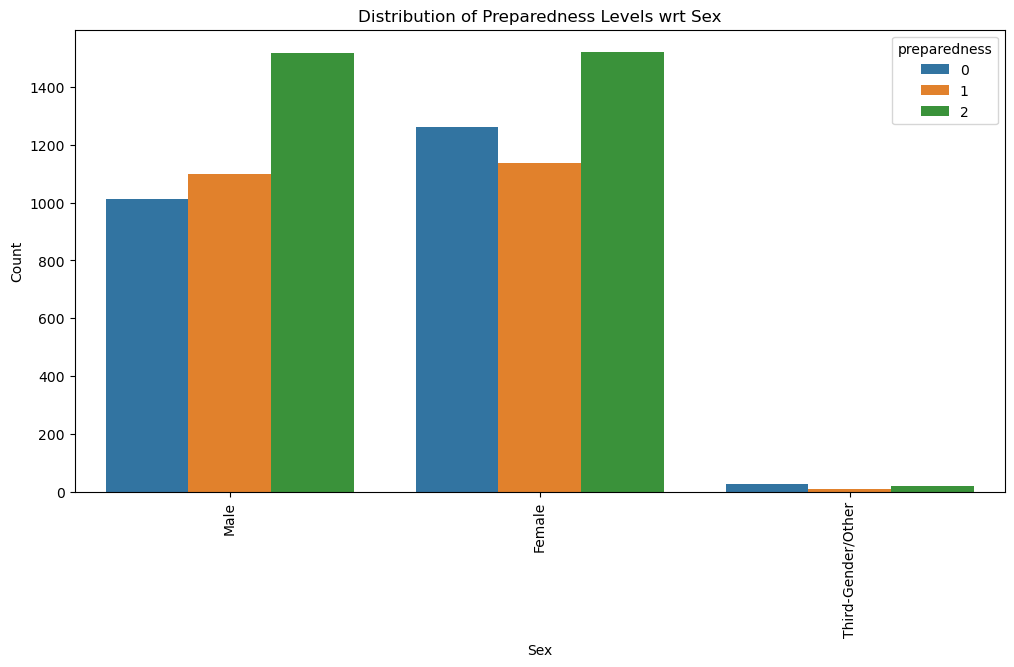 Distribution of Preparedness Levels wrt Sex
preparedness
0
1
2
1400
1200
1000
800
600
400
200
0
Count
Male
Female
Third-Gender/Other
Sex